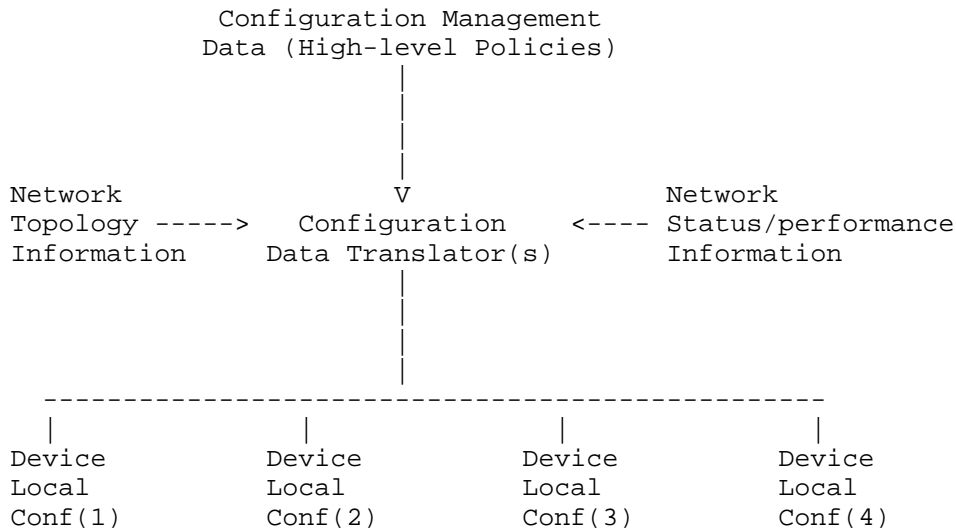 Configuration Management
Data (High-level Policies)
|
|
|
|
Network V Network
Topology -----> Configuration <---- Status/performance
Information Data Translator(s) Information
|
|
|
|
-------------------------------------------------
| | | |
Device Device Device Device
Local Local Local Local
Conf(1) Conf(2) Conf(3) Conf(4)